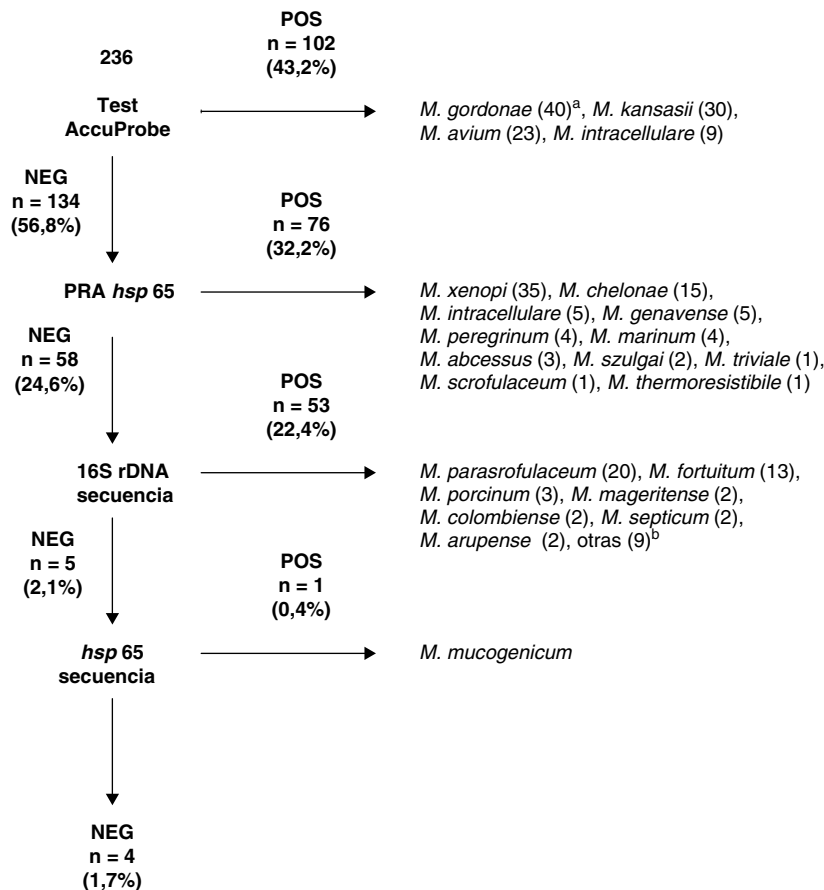 236
POS
n = 102
(43,2%)
Test
AccuProbe
M. gordonae (40)a, M. kansasii (30),
M. avium (23), M. intracellulare (9)
NEG
n = 134
(56,8%)
POS
n = 76
(32,2%)
PRA hsp 65
M. xenopi (35), M. chelonae (15),
M. intracellulare (5), M. genavense (5),
M. peregrinum (4), M. marinum (4),
M. abcessus (3), M. szulgai (2), M. triviale (1),
M. scrofulaceum (1), M. thermoresistibile (1)
NEG
n = 58
(24,6%)
POS
n = 53
(22,4%)
16S rDNA
secuencia
M. parasrofulaceum (20), M. fortuitum (13),
M. porcinum (3), M. mageritense (2),
M. colombiense (2), M. septicum (2),
M. arupense (2), otras (9)b
NEG
n = 5
(2,1%)
POS
n = 1
(0,4%)
hsp 65
secuencia
M. mucogenicum
NEG
n = 4
(1,7%)